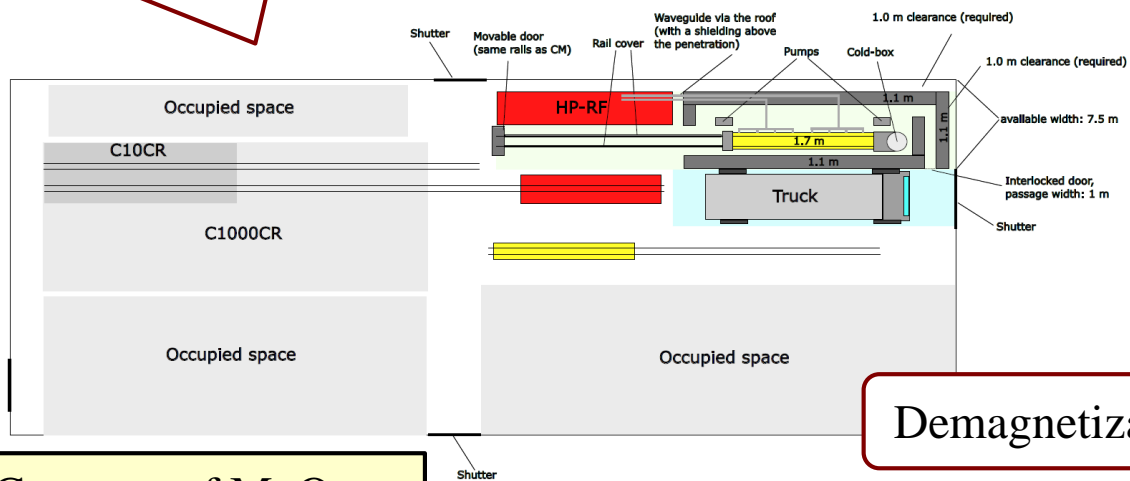 Waveguide via the roof
(with a shielding above
the penetration)
1.0 m clearance (required)
Shutter
Movable door
(same rails as CM)
Rail cover
Pumps
Cold-box
1.0 m clearance (required)
Occupied space
HP-RF
1.1 m
1.1 m
available width: 7.5 m
C10CR
1.7 m
1.1 m
Interlocked door,
passage width: 1 m
Truck
Shutter
C1000CR
Occupied space
Occupied space
Shutter